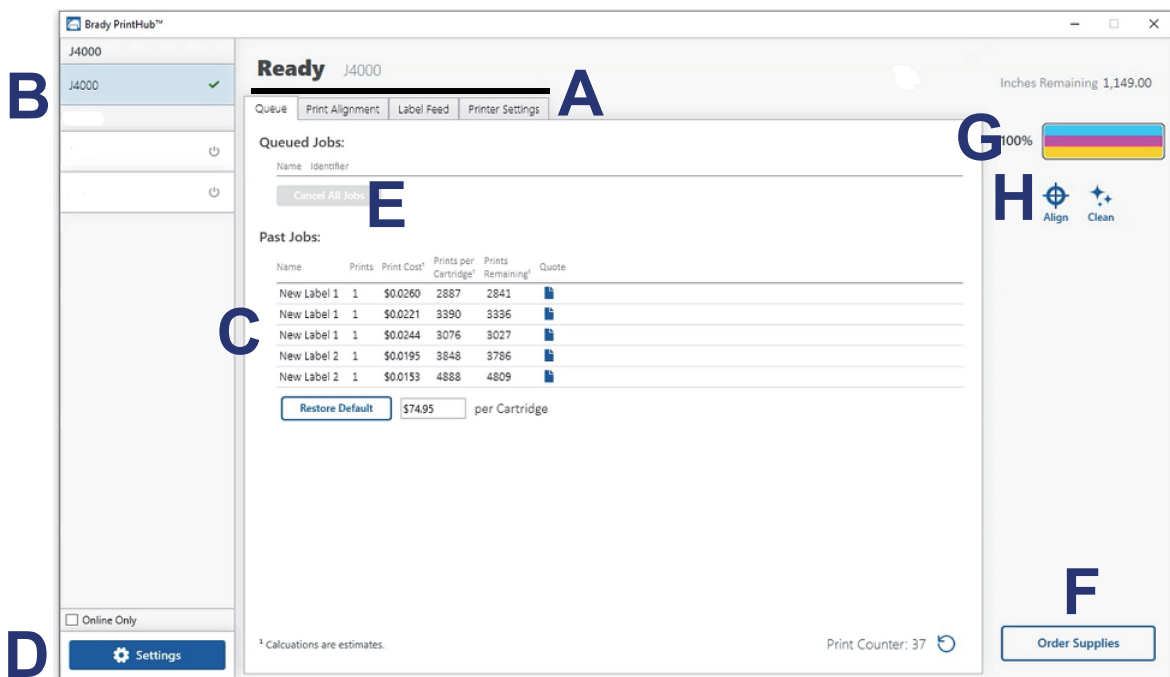 Brady PrintHub™
J4000
B
J4000
Ready J4000
A
Inches Remaining 1,149.00
Queue Print Alignment Label Feed Printer Settings
G
100%
Queued Jobs:
Name Identifier
Cancel All Jobs
E
H
Align Clean
Past Jobs:
Name Prints Print Cost¹ Prints per Cartridge¹ Prints Remaining¹ Quote
New Label 1 1 $0.0260 2887 2841
New Label 1 1 $0.0221 3390 3336
C
New Label 1 1 $0.0244 3076 3027
New Label 2 1 $0.0195 3848 3786
New Label 2 1 $0.0153 4888 4809
Restore Default $74.95 per Cartridge
F
Online Only
D
Settings
¹ Calcuations are estimates.
Print Counter: 37
Order Supplies